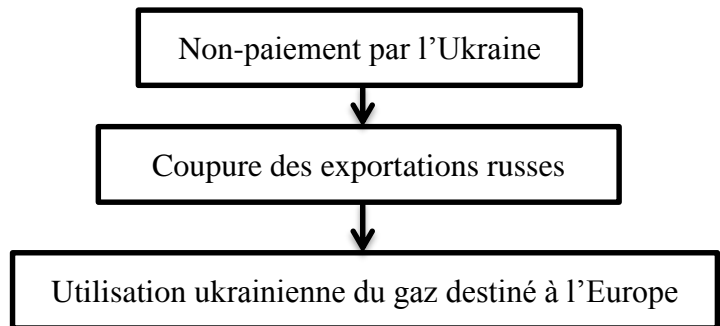 Non-paiement par l’Ukraine
Coupure des exportations russes
Utilisation ukrainienne du gaz destiné à l’Europe